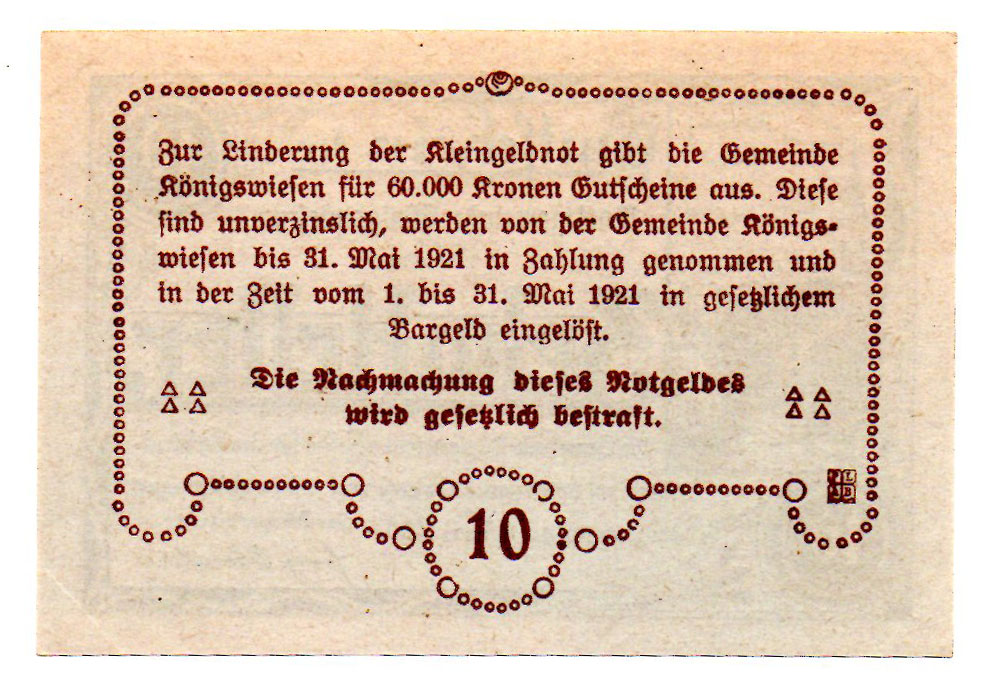 Zur Linderung der Kleingeldnot gibt die Gemeinde
Königswiesen für 60.000 Kronen Gutscheine aus. Diese
sind unverzinslich, werden von der Gemeinde Königs-
wiesen bis 31. Mai 1921 in Zahlung genommen und
in der Zeit vom 1. bis 31. Mai 1921 in gesetzlichem
Bargeld eingelöst.
Die Nachmachung dieses Notgeldes
wird gesetzlich bestraft.
10